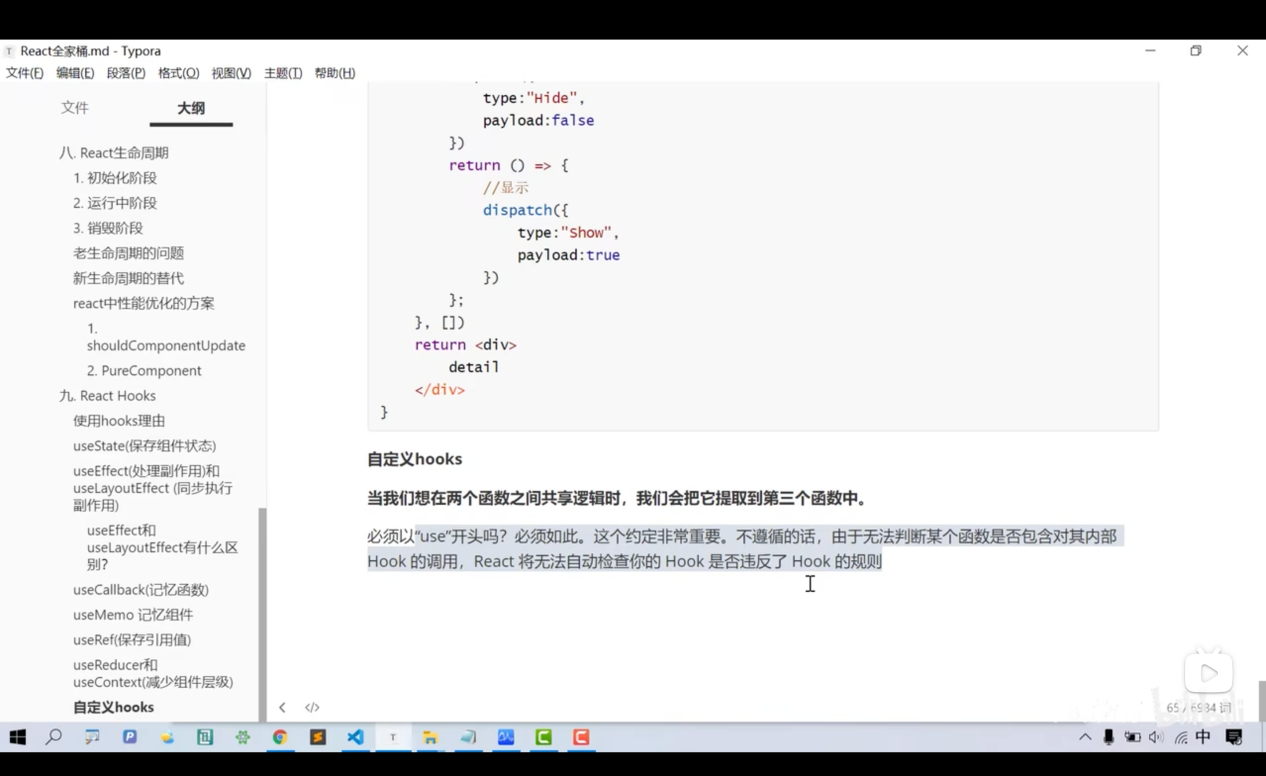 React全家桶.md - Typora
文件(F) 编辑(E) 段落(P) 格式(O) 视图(V) 主题(T) 帮助(H)
文件 大纲
八. React生命周期
1. 初始化阶段
2. 运行中阶段
3. 销毁阶段
老生命周期的问题
新生命周期的替代
react中性能优化的方案
1.
shouldComponentUpdate
2. PureComponent
九. React Hooks
使用hooks理由
useState(保存组件状态)
useEffect(处理副作用)和
useLayoutEffect (同步执行
副作用)
useEffect和
useLayoutEffect有什么区
别?
useCallback(记忆函数)
useMemo 记忆组件
useRef(保存引用值)
useReducer和
useContext(减少组件层级)
自定义hooks
type:"Hide",
payload:false
})
return () => {
//显示
dispatch({
type:"Show",
payload:true
})
};
}, [])
return <div>
detail
</div>
}
自定义hooks
当我们想在两个函数之间共享逻辑时，我们会把它提取到第三个函数中。
必须以“use”开头吗？必须如此。这个约定非常重要。不遵循的话，由于无法判断某个函数是否包含对其内部
Hook 的调用，React 将无法自动检查你的 Hook 是否违反了 Hook 的规则
65 / 6984 词
bilibili
中